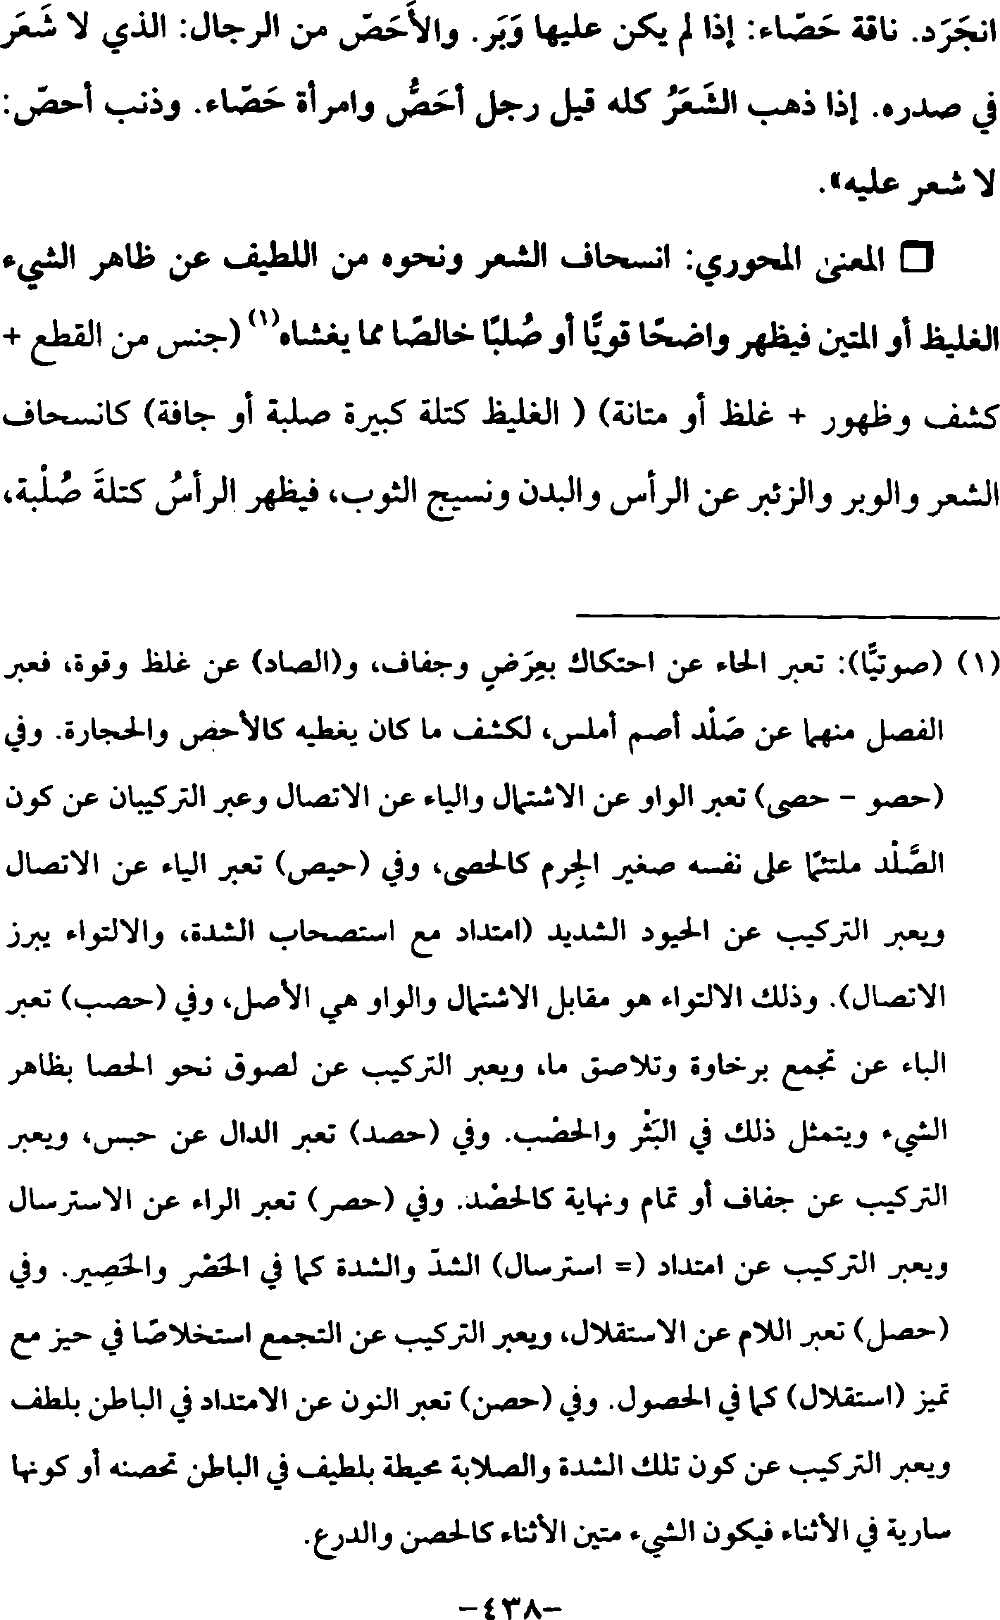 انجَرَد. ناقة حَصّاء: إذا لم يكن عليها وَبَر. والأَحَصّ من الرجال: الذي لا شَعَر
في صدره. إذا ذهب الشَعَرُ كله قيل رجل أحَصُّ وامرأة حَصّاء. وذنب أحصّ:
لا شعر عليه».
□ المعنىٰ المحوري: انسحاف الشعر ونحوه من اللطيف عن ظاهر الشيء
الغليظ أو المتين فيظهر واضحًا قويًّا أو صُلبًا خالصًا مما يغشاه(١) (جنس من القطع +
كشف وظهور + غلظ أو متانة) ( الغليظ كتلة كبيرة صلبة أو جافة) كانسحاف
الشعر والوبر والزئبر عن الرأس والبدن ونسيج الثوب، فيظهر الرأسُ كتلةَ صُلْبة،
(١) (صوتيًّا): تعبر الحاء عن احتكاك بعِرَضٍ وجفاف، و(الصاد) عن غلظ وقوة، فعبر
الفصل منهما عن صَلْد أصم أملس، لكشف ما كان يغطيه كالأحص والحجارة. وفي
(حصو - حصى) تعبر الواو عن الاشتمال والياء عن الاتصال وعبر التركيبان عن كون
الصَّلْد ملتئمًا على نفسه صغير الجِرم كالحصى، وفي (حيص) تعبر الياء عن الاتصال
ويعبر التركيب عن الحيود الشديد (امتداد مع استصحاب الشدة، والالتواء يبرز
الاتصال). وذلك الالتواء هو مقابل الاشتمال والواو هي الأصل، وفي (حصب) تعبر
الباء عن تجمع برخاوة وتلاصق ما، ويعبر التركيب عن لصوق نحو الحصا بظاهر
الشيء ويتمثل ذلك في البَثْر والحصْب. وفي (حصد) تعبر الدال عن حبس، ويعبر
التركيب عن جفاف أو تمام ونهاية كالحصْد. وفي (حصر) تعبر الراء عن الاسترسال
ويعبر التركيب عن امتداد (= استرسال) الشدّ والشدة كما في الحَصْر والحَصِير. وفي
(حصل) تعبر اللام عن الاستقلال، ويعبر التركيب عن التجمع استخلاصًا في حيز مع
تميز (استقلال) كما في الحصول. وفي (حصن) تعبر النون عن الامتداد في الباطن بلطف
ويعبر التركيب عن كون تلك الشدة والصلابة محيطة بلطيف في الباطن تحصنه أو كونها
سارية في الأثناء فيكون الشيء متين الأثناء كالحصن والدرع.
-٤٣٨-